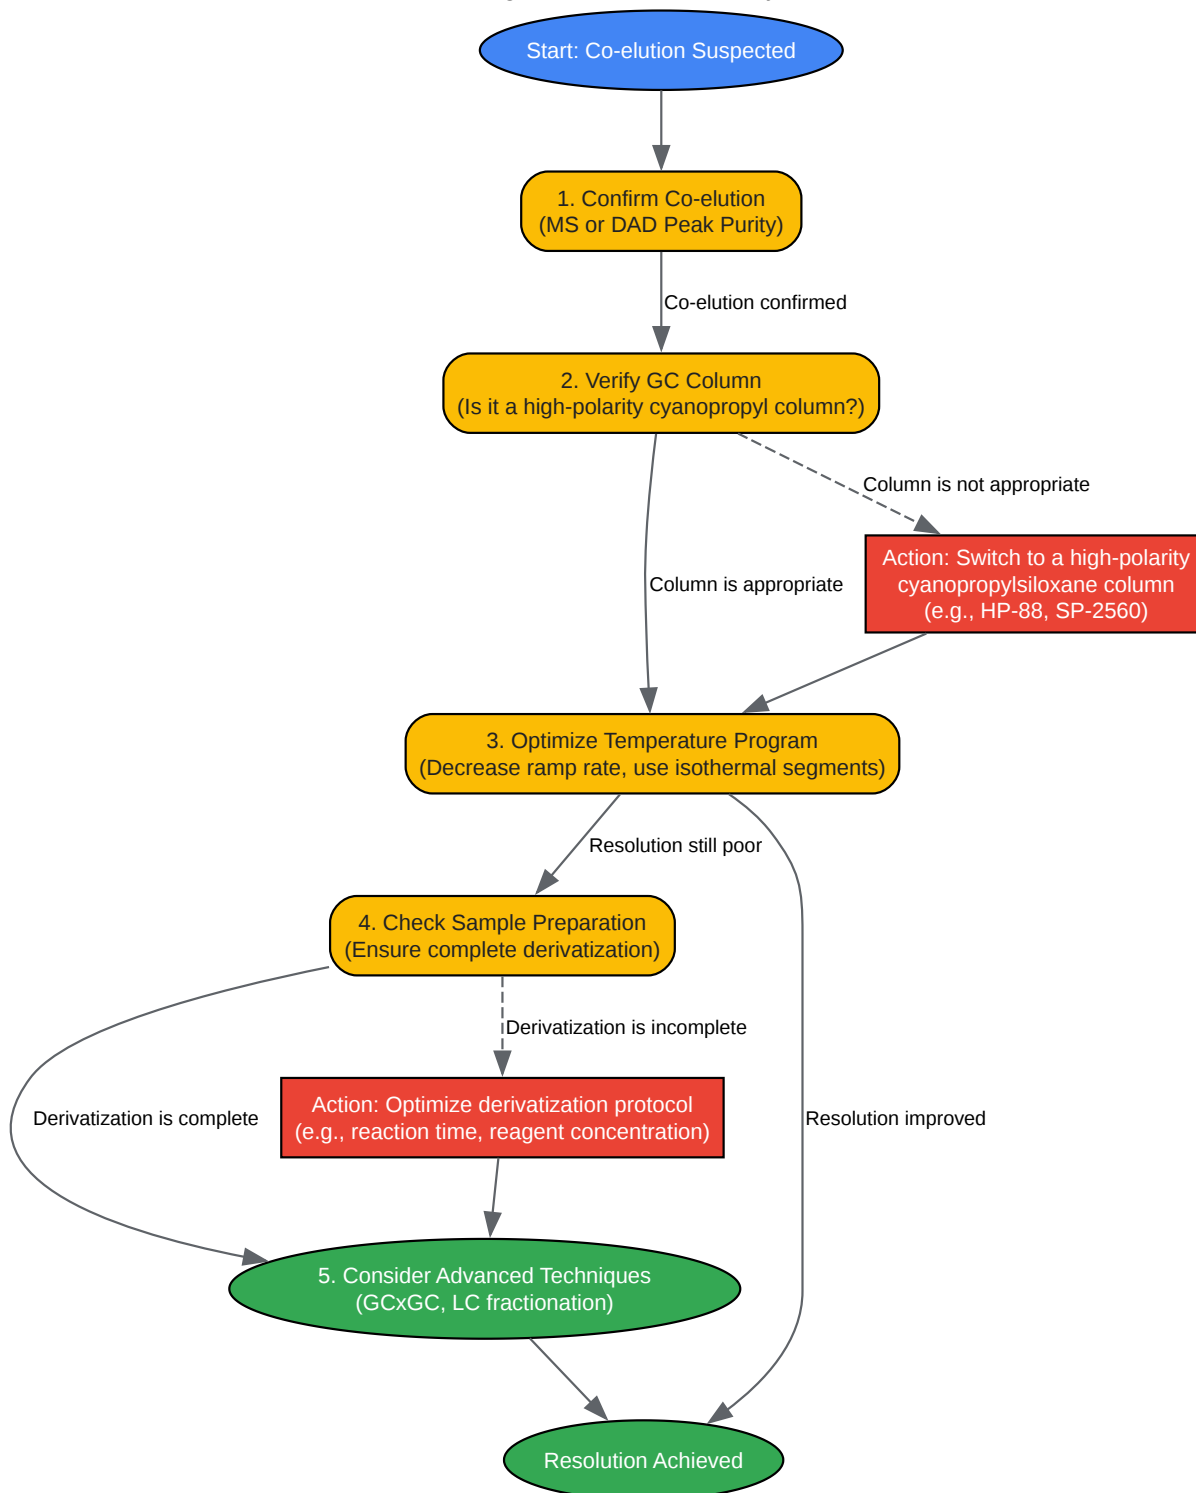 Start: Co-elution Suspected
1. Confirm Co-elution
(MS or DAD Peak Purity)
Co-elution confirmed
2. Verify GC Column
(Is it a high-polarity cyanopropyl column?)
Column is not appropriate
Action: Switch to a high-polarity
cyanopropylsiloxane column
(e.g., HP-88, SP-2560)
Column is appropriate
3. Optimize Temperature Program
(Decrease ramp rate, use isothermal segments)
Resolution still poor
4. Check Sample Preparation
(Ensure complete derivatization)
Derivatization is incomplete
Action: Optimize derivatization protocol
(e.g., reaction time, reagent concentration)
Derivatization is complete
Resolution improved
5. Consider Advanced Techniques
(GCxGC, LC fractionation)
Resolution Achieved